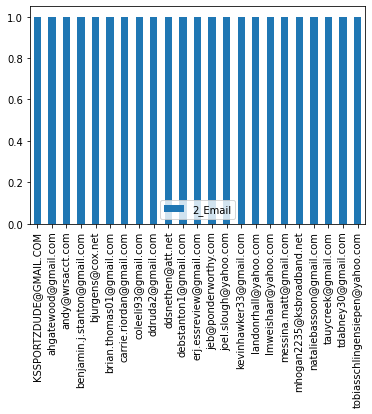 1.0
0.8
0.6
0.4
0.2
0.0
2_Email
KSSPORTZDUDE@GMAIL.COM
ahgatewood@gmail.com
andy@wrsacct.com
benjamin.j.stanton@gmail.com
bjurgens@cox.net
brian.thomas01@gmail.com
carrie.riordan@gmail.com
coleeli93@gmail.com
ddruda2@gmail.com
ddsnethen@att.net
debstanton1@gmail.com
erj.essreview@gmail.com
jeb@ponderworthy.com
joel.slough@yahoo.com
kevinhawker33@gmail.com
landonrhall@yahoo.com
lmweishaar@yahoo.com
messina.matt@gmail.com
mhogan2235@ksbroadband.net
nataliebassoon@gmail.com
tauycreek@gmail.com
tdabney30@gmail.com
tobiasschlingensiepen@yahoo.com